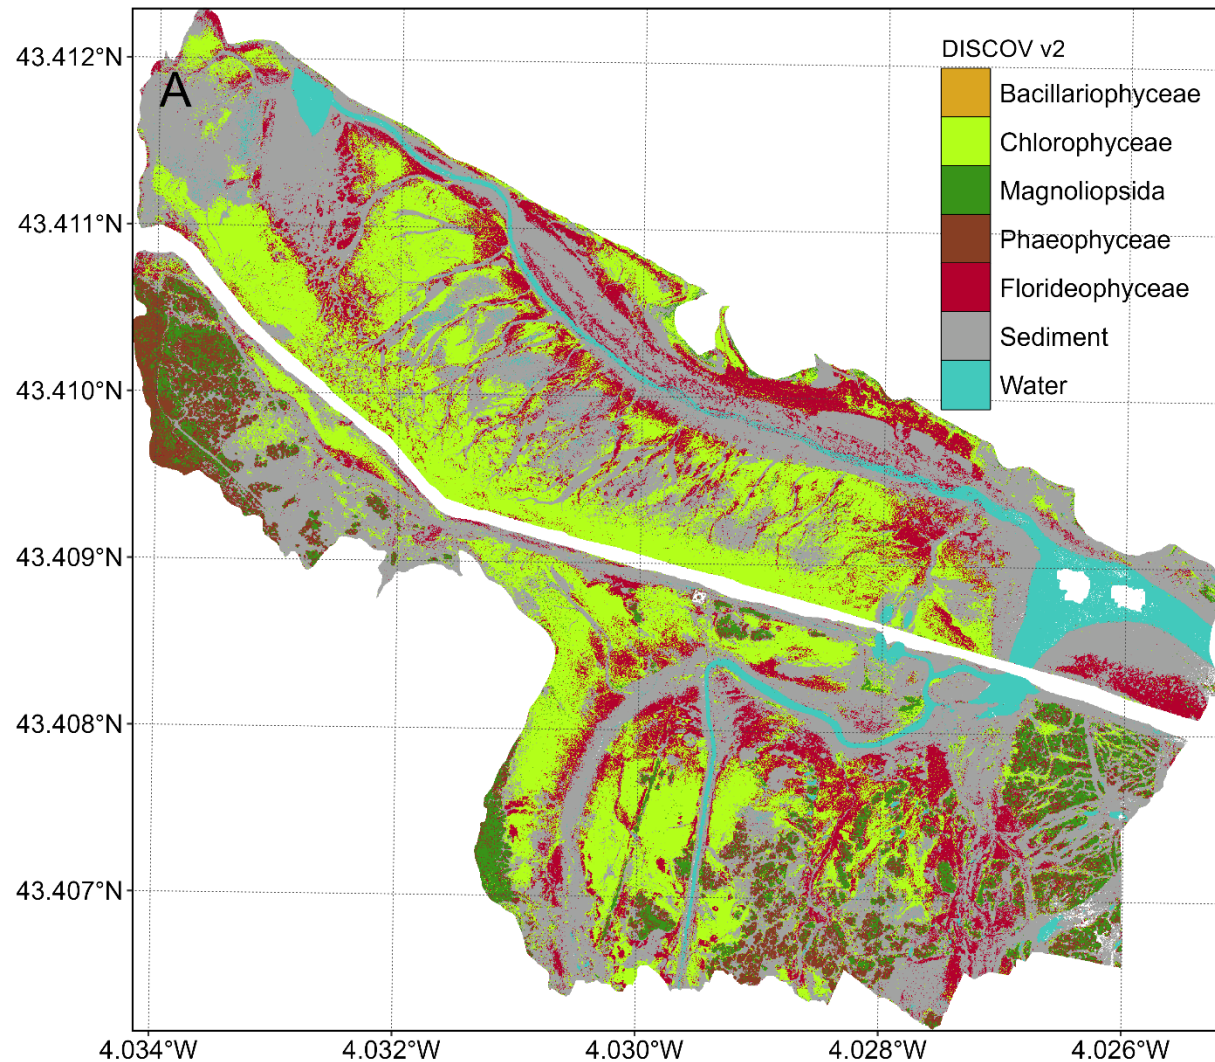 A
DISCOV v2
Bacillariophyceae
Chlorophyceae
Magnoliopsida
Phaeophyceae
Florideophyceae
Sediment
Water
43.412°N
43.411°N
43.410°N
43.409°N
43.408°N
43.407°N
4.034°W
4.032°W
4.030°W
4.028°W
4.026°W